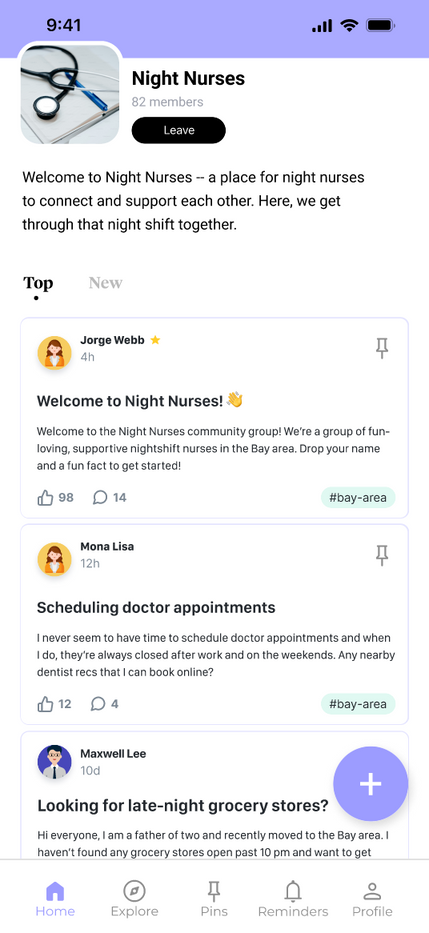 9:41
Night Nurses
82 members
Leave
Welcome to Night Nurses -- a place for night nurses
to connect and support each other. Here, we get
through that night shift together.
Top New
Jorge Webb
4h
Welcome to Night Nurses! 👋
Welcome to the Night Nurses community group! We’re a group of fun-
loving, supportive nightshift nurses in the Bay area. Drop your name
and a fun fact to get started!
98 14 #bay-area
Mona Lisa
12h
Scheduling doctor appointments
I never seem to have time to schedule doctor appointments and when
I do, they’re always closed after work and on the weekends. Any nearby
dentist recs that I can book online?
12 4 #bay-area
Maxwell Lee
10d
Looking for late-night grocery stores?
Hi everyone, I am a father of two and recently moved to the Bay area. I
haven’t found any grocery stores open past 10 pm and want to get
Home Explore Pins Reminders Profile